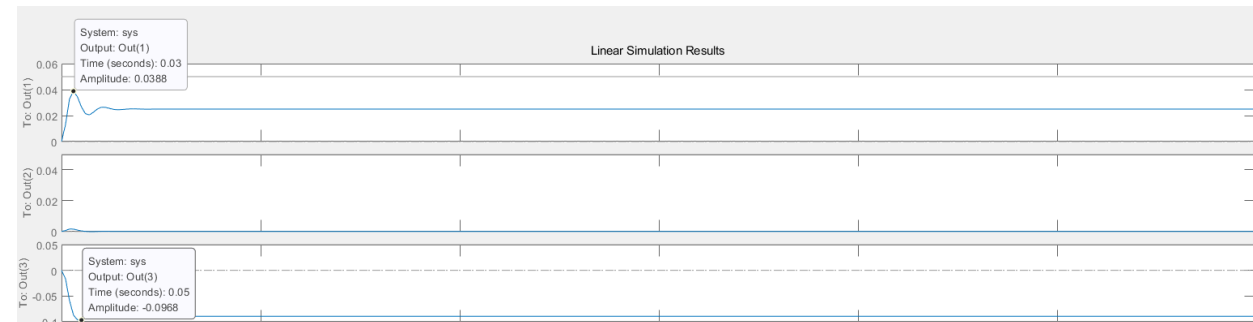 System: sys
Output: Out(1)
Time (seconds): 0.03
Amplitude: 0.0388
Linear Simulation Results
To: Out(1)
0.06
0.04
0.02
0
To: Out(2)
0.04
0.02
0
To: Out(3)
0.05
0
-0.05
-0.1
System: sys
Output: Out(3)
Time (seconds): 0.05
Amplitude: -0.0968